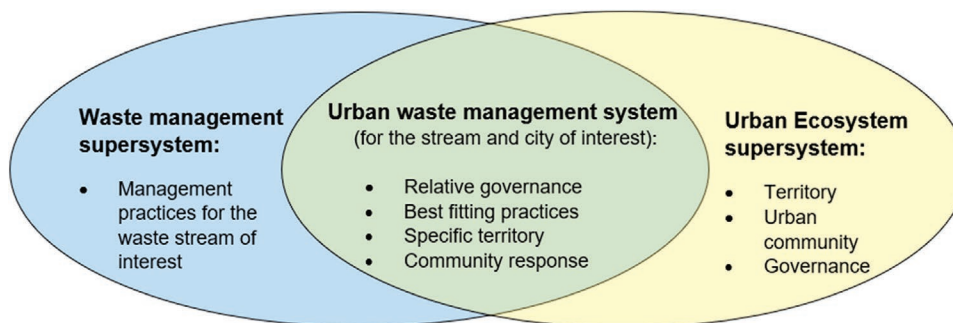 Waste management
supersystem:
• Management
practices for the
waste stream of
interest
Urban waste management system
(for the stream and city of interest):
• Relative governance
• Best fitting practices
• Specific territory
• Community response
Urban Ecosystem
supersystem:
• Territory
• Urban
community
• Governance